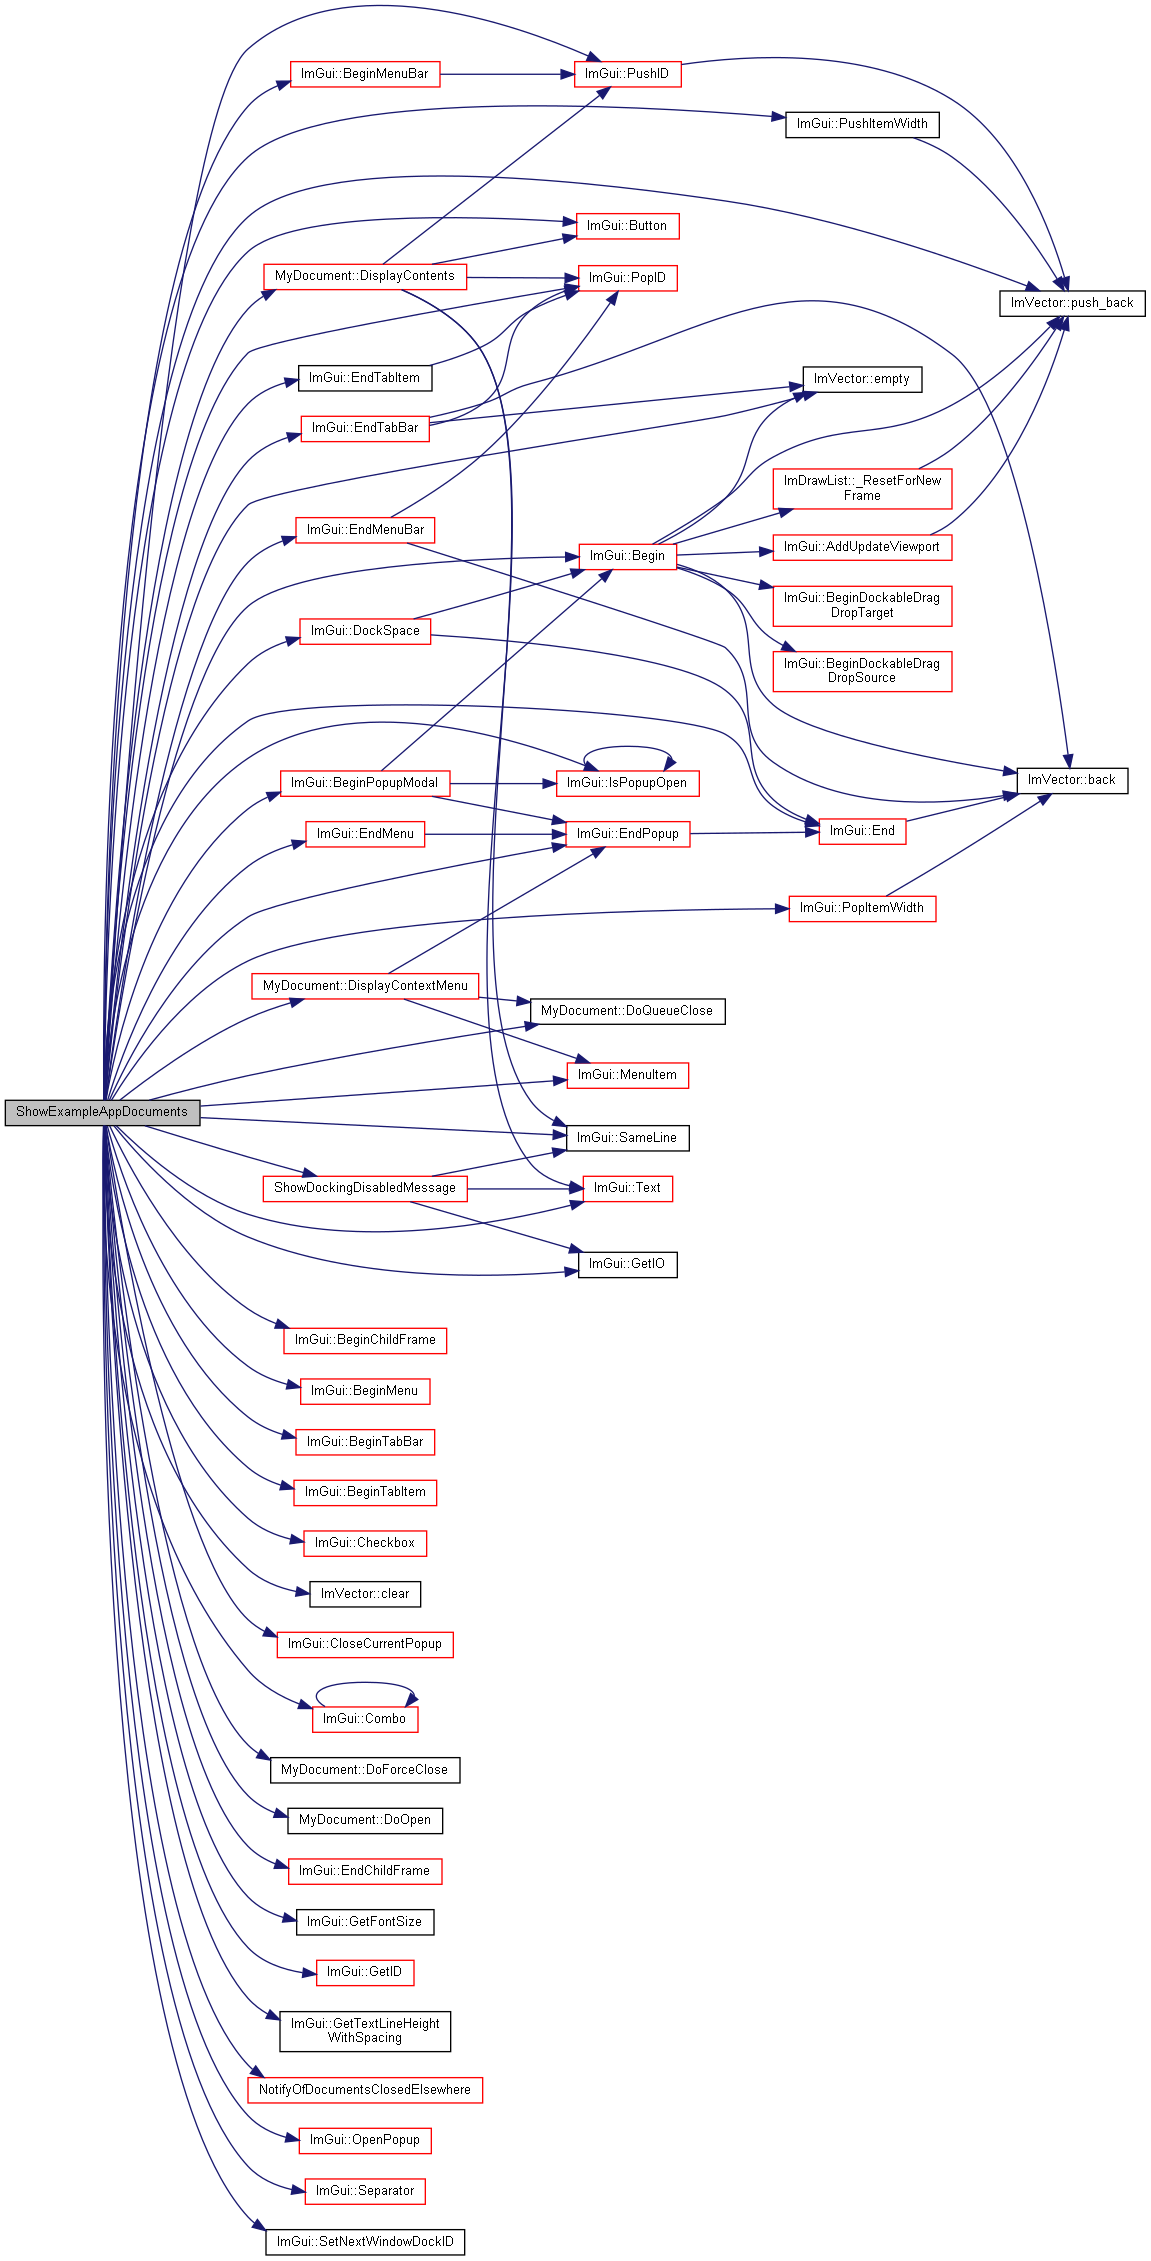 ImGui::BeginMenuBar
ImGui::PushID
ImGui::PushItemWidth
ImGui::Button
MyDocument::DisplayContents
ImGui::PopID
ImVector::push_back
ImGui::EndTabItem
ImVector::empty
ImGui::EndTabBar
ImDrawList::_ResetForNew
Frame
ImGui::EndMenuBar
ImGui::AddUpdateViewport
ImGui::Begin
ImGui::BeginDockableDrag
DropTarget
ImGui::DockSpace
ImGui::BeginDockableDrag
DropSource
ImGui::BeginPopupModal
ImGui::IsPopupOpen
ImVector::back
ImGui::EndMenu
ImGui::EndPopup
ImGui::End
ImGui::PopItemWidth
MyDocument::DisplayContextMenu
MyDocument::DoQueueClose
ImGui::MenuItem
ShowExampleAppDocuments
ImGui::SameLine
ShowDockingDisabledMessage
ImGui::Text
ImGui::GetIO
ImGui::BeginChildFrame
ImGui::BeginMenu
ImGui::BeginTabBar
ImGui::BeginTabItem
ImGui::Checkbox
ImVector::clear
ImGui::CloseCurrentPopup
ImGui::Combo
MyDocument::DoForceClose
MyDocument::DoOpen
ImGui::EndChildFrame
ImGui::GetFontSize
ImGui::GetID
ImGui::GetTextLineHeight
WithSpacing
NotifyOfDocumentsClosedElsewhere
ImGui::OpenPopup
ImGui::Separator
ImGui::SetNextWindowDockID